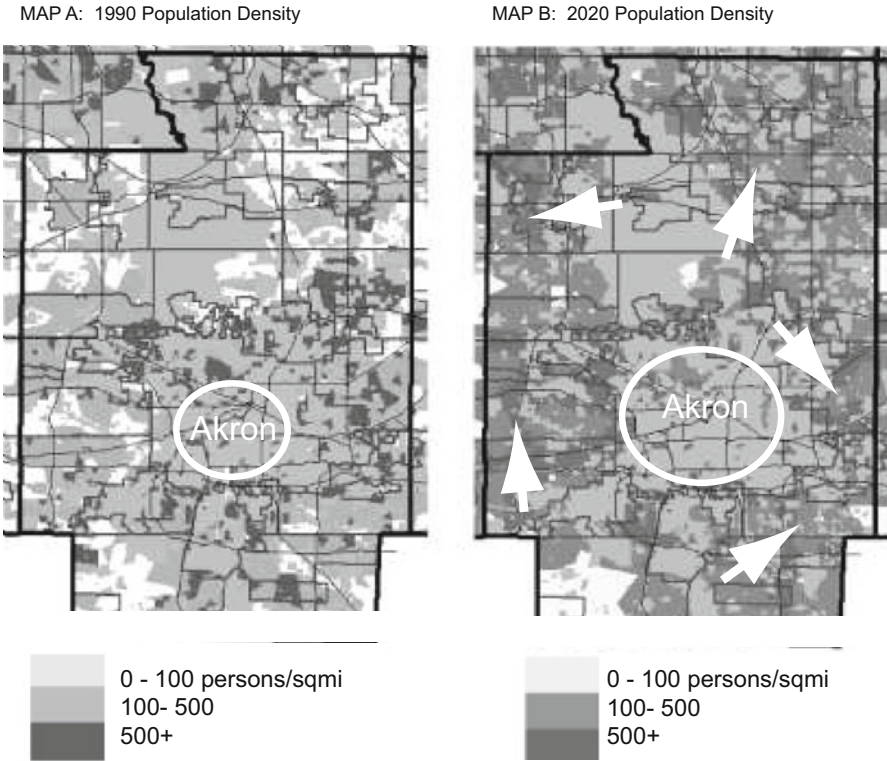 MAP A: 1990 Population Density
MAP B: 2020 Population Density
Akron
Akron
0 - 100 persons/sqmi
100- 500
500+
0 - 100 persons/sqmi
100- 500
500+